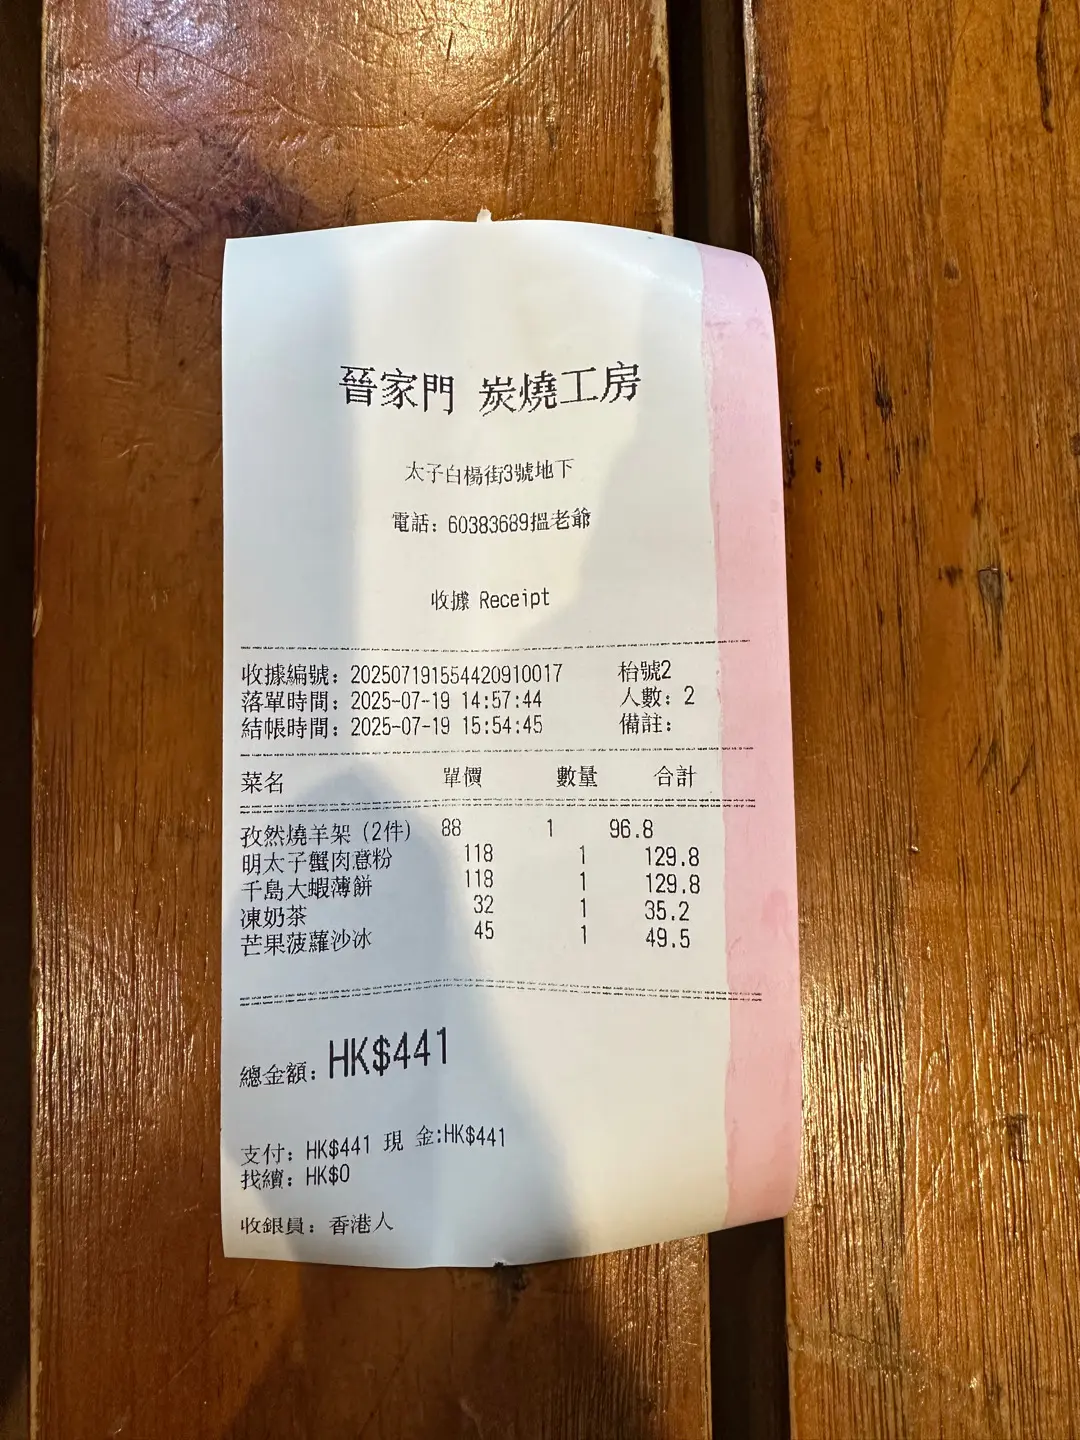 晉家門 炭燒工房
太子白楊街3號地下
電話: 60383689搵老爺
收據 Receipt
收據編號: 202507191554420910017 枱號2
落單時間: 2025-07-19 14:57:44 人數: 2
結帳時間: 2025-07-19 15:54:45 備註:
菜名 單價 數量 合計
孜然燒羊架 (2件) 88 1 96.8
明太子蟹肉意粉 118 1 129.8
千島大蝦薄餅 118 1 129.8
凍奶茶 32 1 35.2
芒果菠蘿沙冰 45 1 49.5
總金額: HK$441
支付: HK$441 現 金:HK$441
找續: HK$0
收銀員: 香港人